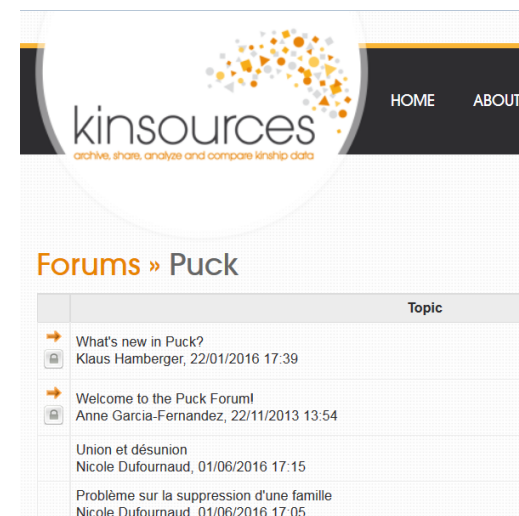 kinsources
archive, share, analyze and compare kinship data
HOME ABOUT
Forums » Puck
Topic
What's new in Puck?
Klaus Hamberger, 22/01/2016 17:39
Welcome to the Puck Forum!
Anne Garcia-Fernandez, 22/11/2013 13:54
Union et désunion
Nicole Dufournaud, 01/06/2016 17:15
Problème sur la suppression d'une famille
Nicole Dufournaud, 01/06/2016 17:05